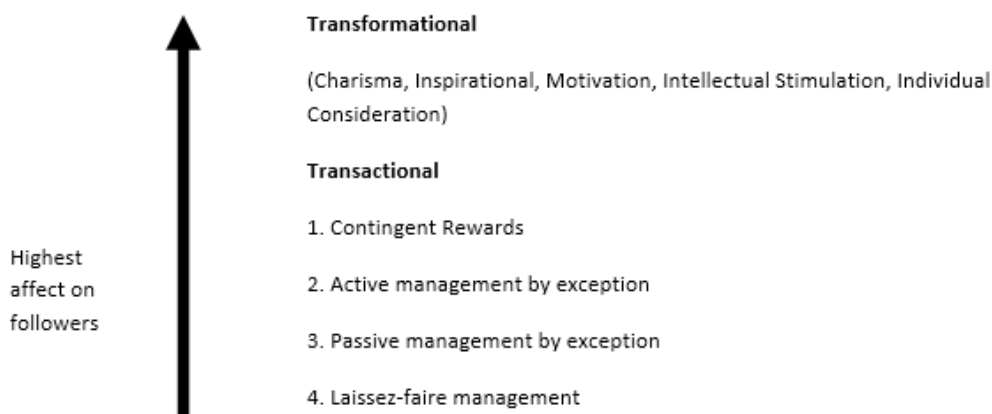 Transformational
(Charisma, Inspirational, Motivation, Intellectual Stimulation, Individual
Consideration)
Transactional
1. Contingent Rewards
Highest
affect on
followers
2. Active management by exception
3. Passive management by exception
4. Laissez-faire management